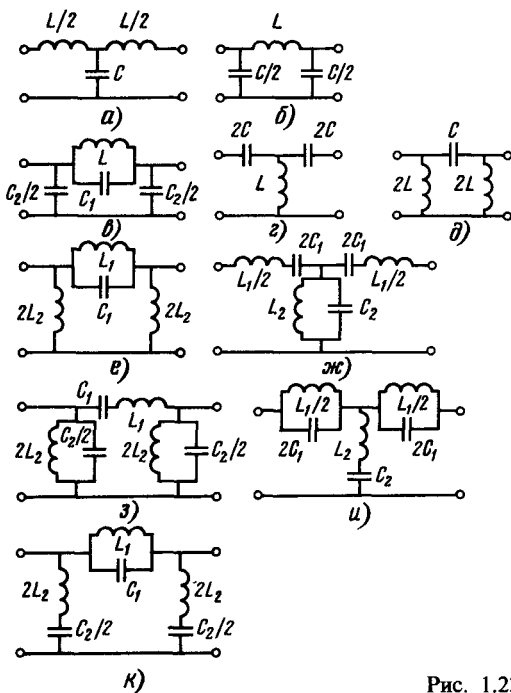 L/2 L/2
C
а)
L
C/2 C/2
б)
L
C₁
C₂/2 C₂/2
в)
2C 2C
L
г)
C
2L 2L
д)
L₁
C₁
2L₂ 2L₂
е)
2C₁ 2C₁
L₁/2 L₁/2
L₂ C₂
ж)
C₁
L₁
2L₂ C₂/2 2L₂ C₂/2
з)
L₁/2 L₁/2
2C₁ L₂ 2C₁
C₂
и)
L₁
C₁
2L₂ 2L₂
C₂/2 C₂/2
к)
Рис. 1.2